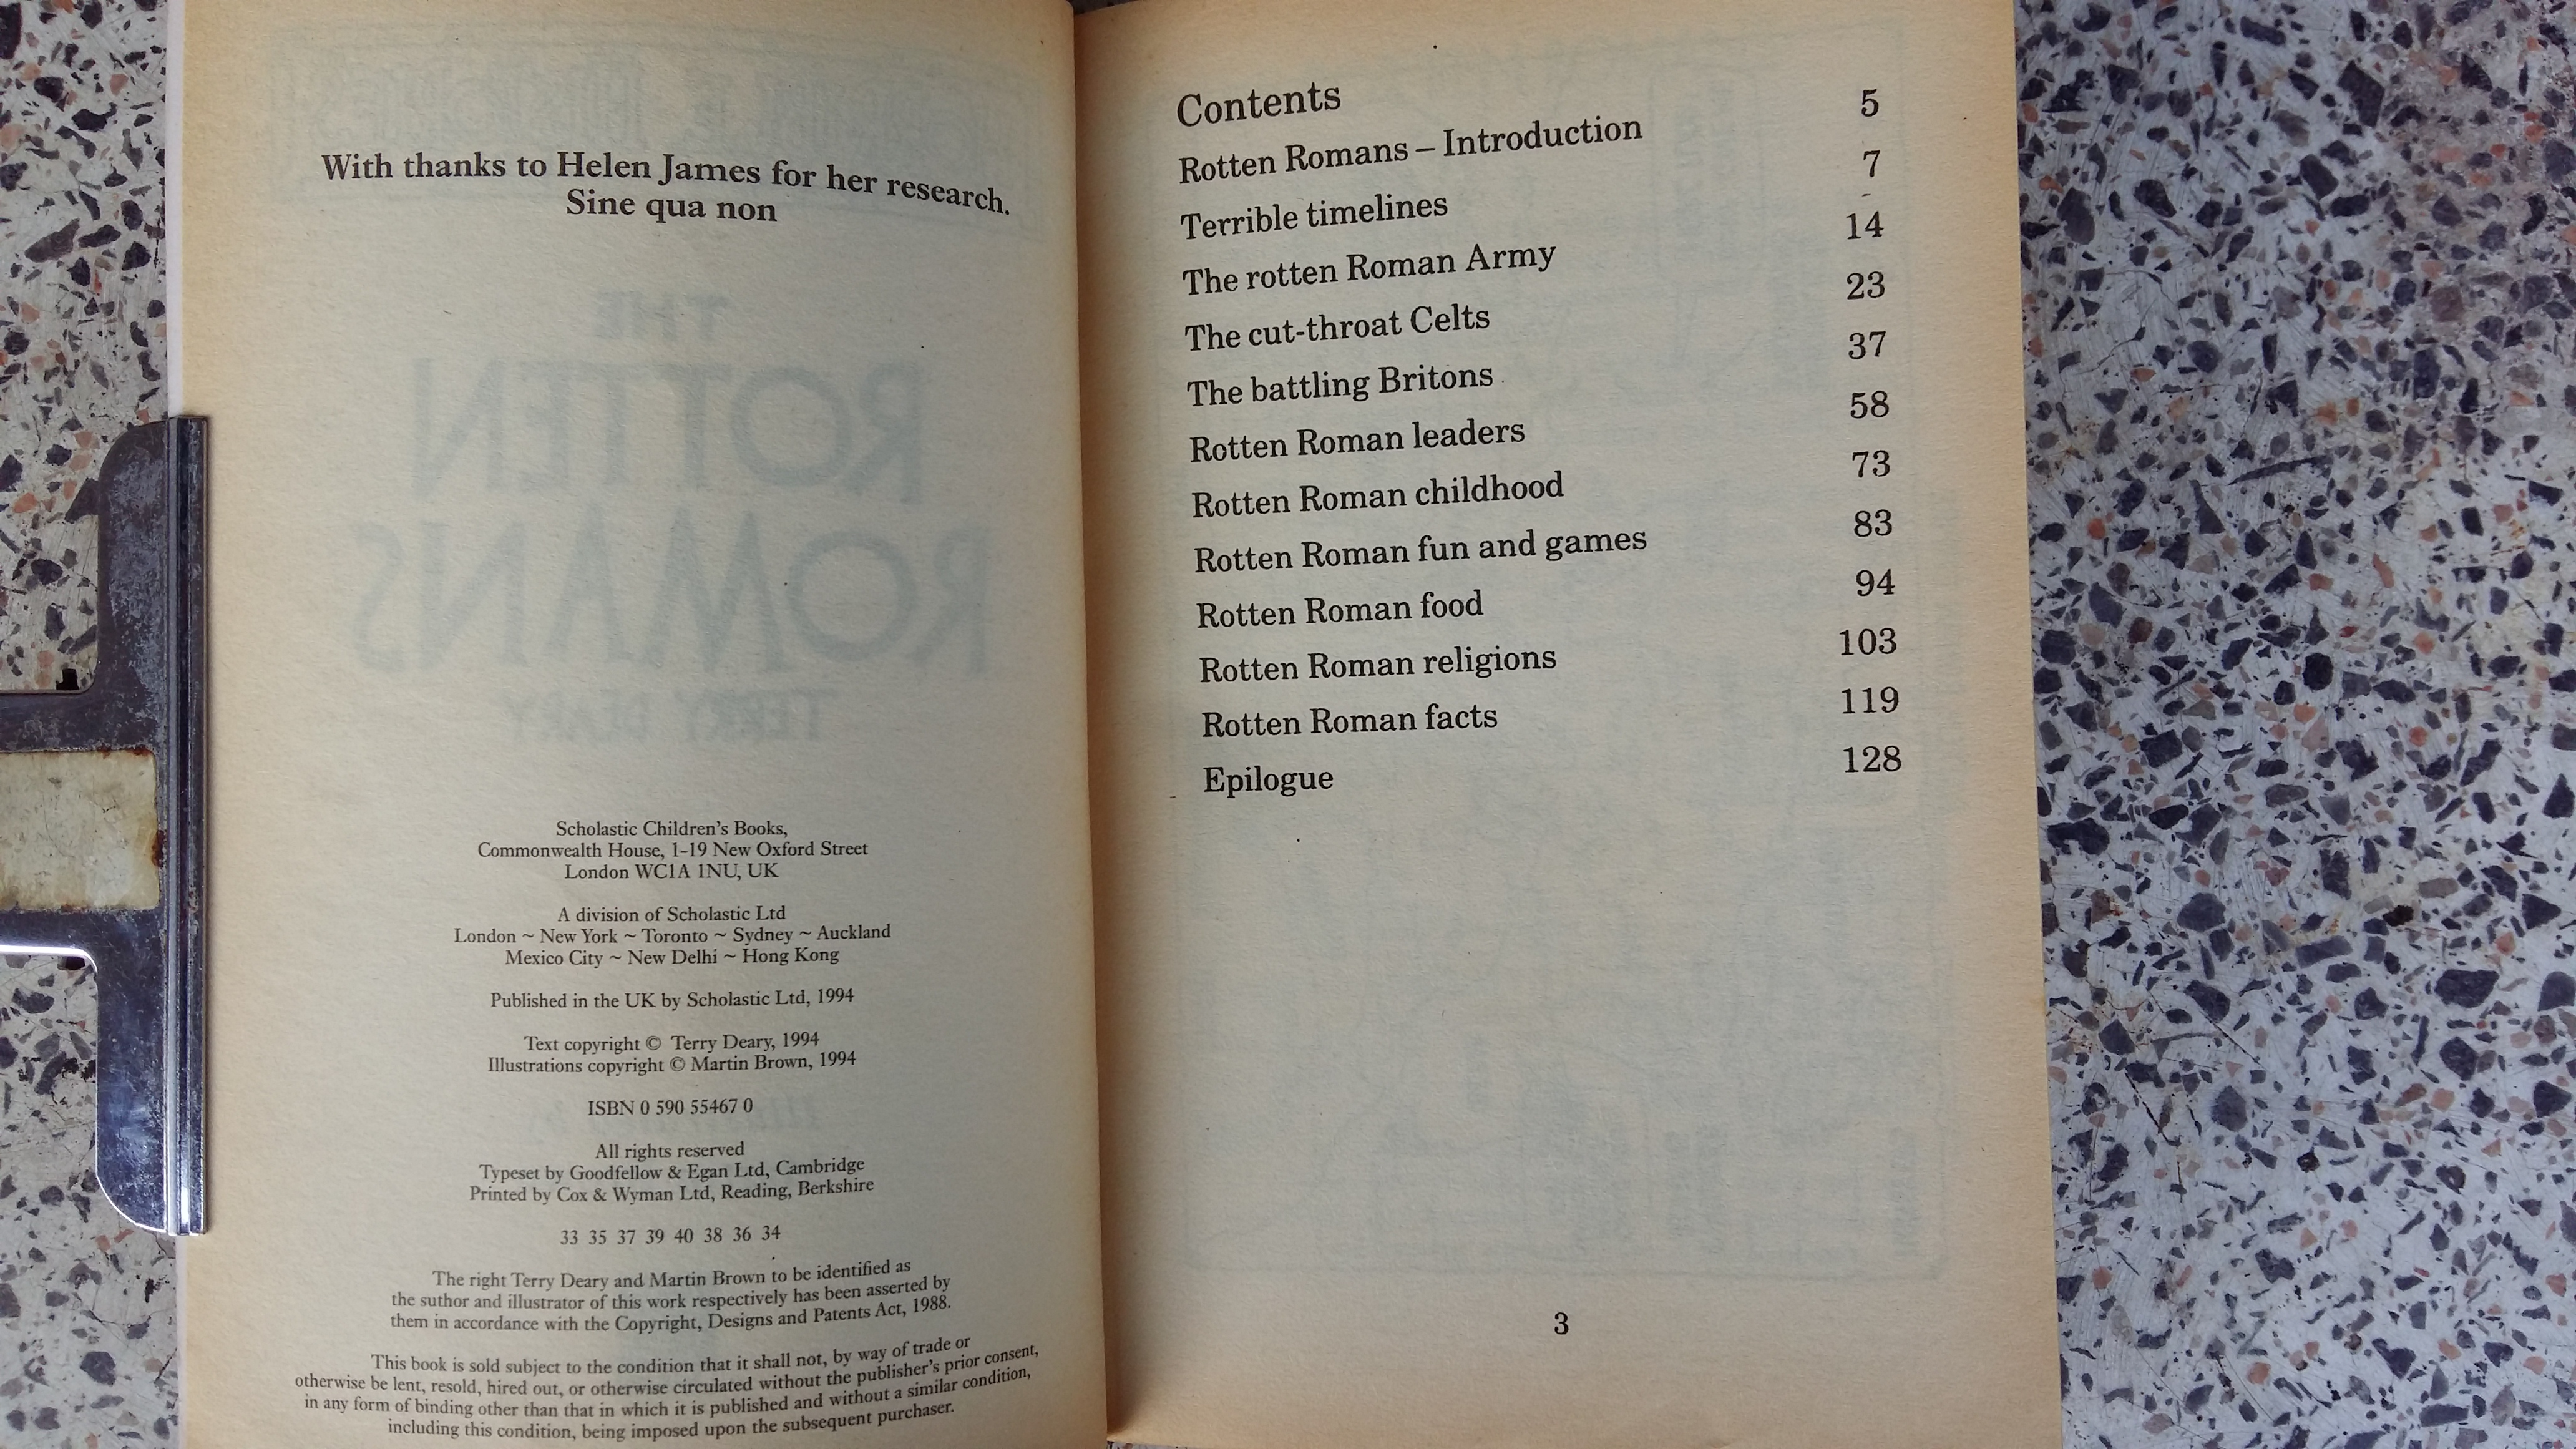 With thanks to Helen James for her research.
Sine qua non
Scholastic Children's Books,
Commonwealth House, 1-19 New Oxford Street
London WC1A 1NU, UK
A division of Scholastic Ltd
London ~ New York ~ Toronto ~ Sydney ~ Auckland
Mexico City ~ New Delhi ~ Hong Kong
Published in the UK by Scholastic Ltd, 1994
Text copyright © Terry Deary, 1994
Illustrations copyright © Martin Brown, 1994
ISBN 0 590 55467 0
All rights reserved
Typeset by Goodfellow & Egan Ltd, Cambridge
Printed by Cox & Wyman Ltd, Reading, Berkshire
33 35 37 39 40 38 36 34
The right Terry Deary and Martin Brown to be identified as
the suthor and illustrator of this work respectively has been asserted by
them in accordance with the Copyright, Designs and Patents Act, 1988.
This book is sold subject to the condition that it shall not, by way of trade or
otherwise be lent, resold, hired out, or otherwise circulated without the publisher's prior consent,
in any form of binding other than that in which it is published and without a similar condition,
including this condition, being imposed upon the subsequent purchaser.
Contents
Rotten Romans – Introduction 5
Terrible timelines 7
The rotten Roman Army 14
The cut-throat Celts 23
The battling Britons 37
Rotten Roman leaders 58
Rotten Roman childhood 73
Rotten Roman fun and games 83
Rotten Roman food 94
Rotten Roman religions 103
Rotten Roman facts 119
Epilogue 128
3